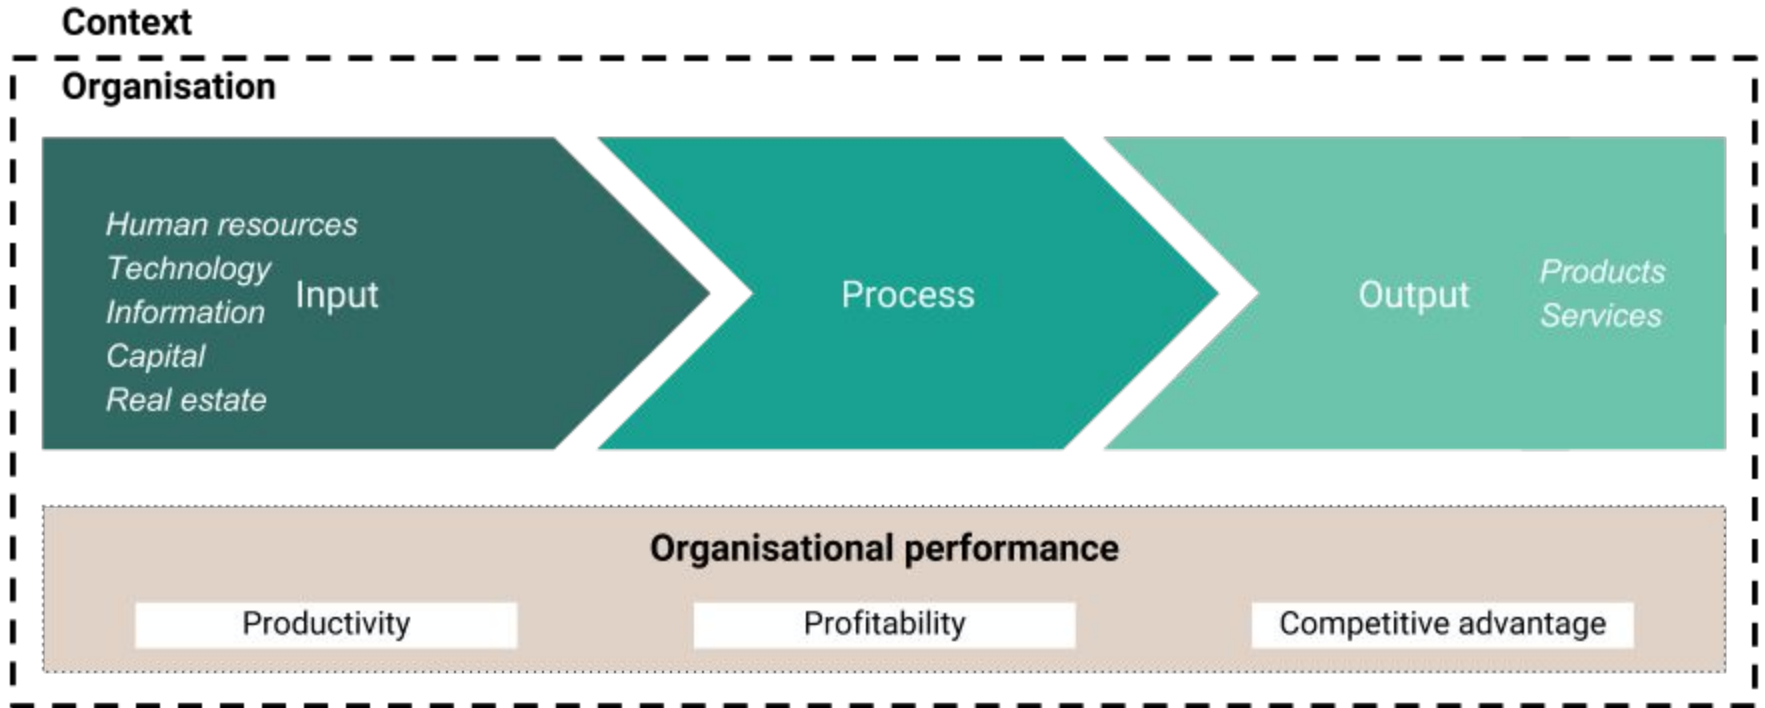 Context
Organisation
Human resources
Technology
Information
Capital
Real estate
Input
Process
Output
Products
Services
Organisational performance
Productivity
Profitability
Competitive advantage